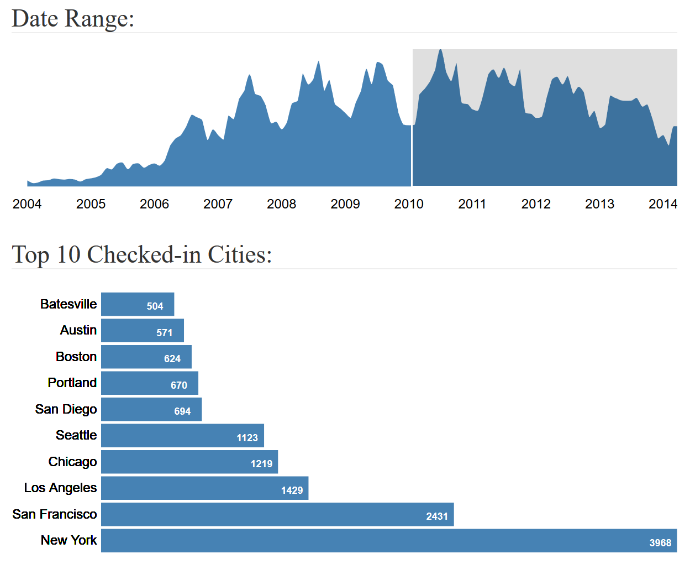 Date Range:
2004 2005 2006 2007 2008 2009 2010 2011 2012 2013 2014
Top 10 Checked-in Cities:
Batesville 504
Austin 571
Boston 624
Portland 670
San Diego 694
Seattle 1123
Chicago 1219
Los Angeles 1429
San Francisco 2431
New York 3968